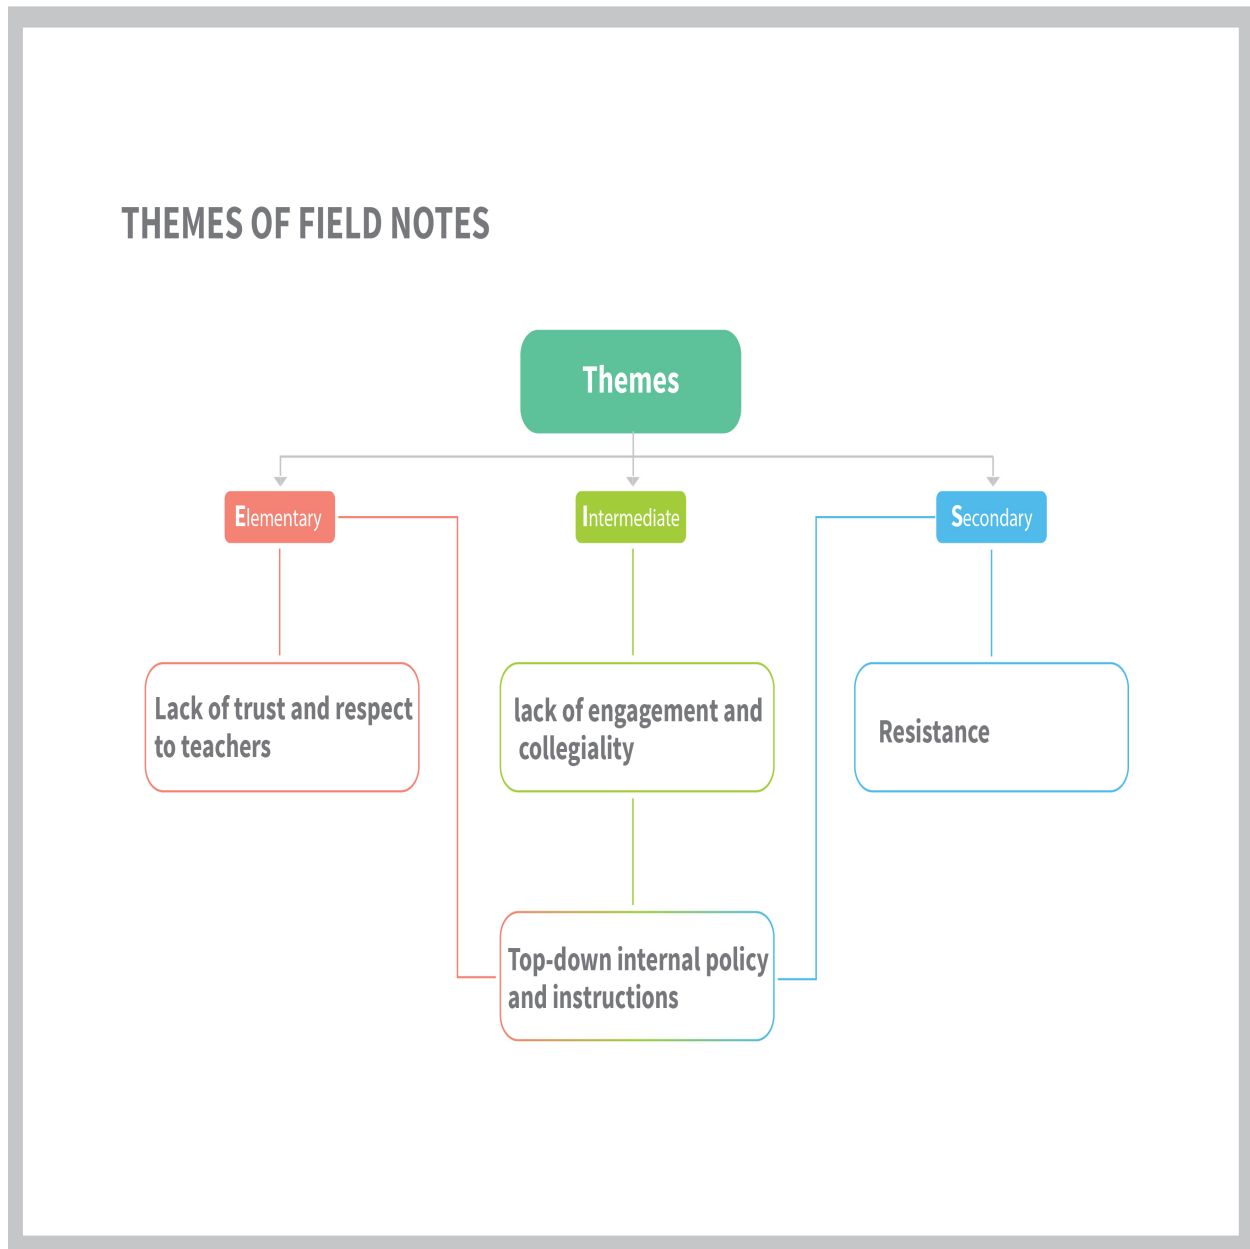 THEMES OF FIELD NOTES
Themes
Elementary
Intermediate
Secondary
Lack of trust and respect
to teachers
lack of engagement and
collegiality
Resistance
Top-down internal policy
and instructions